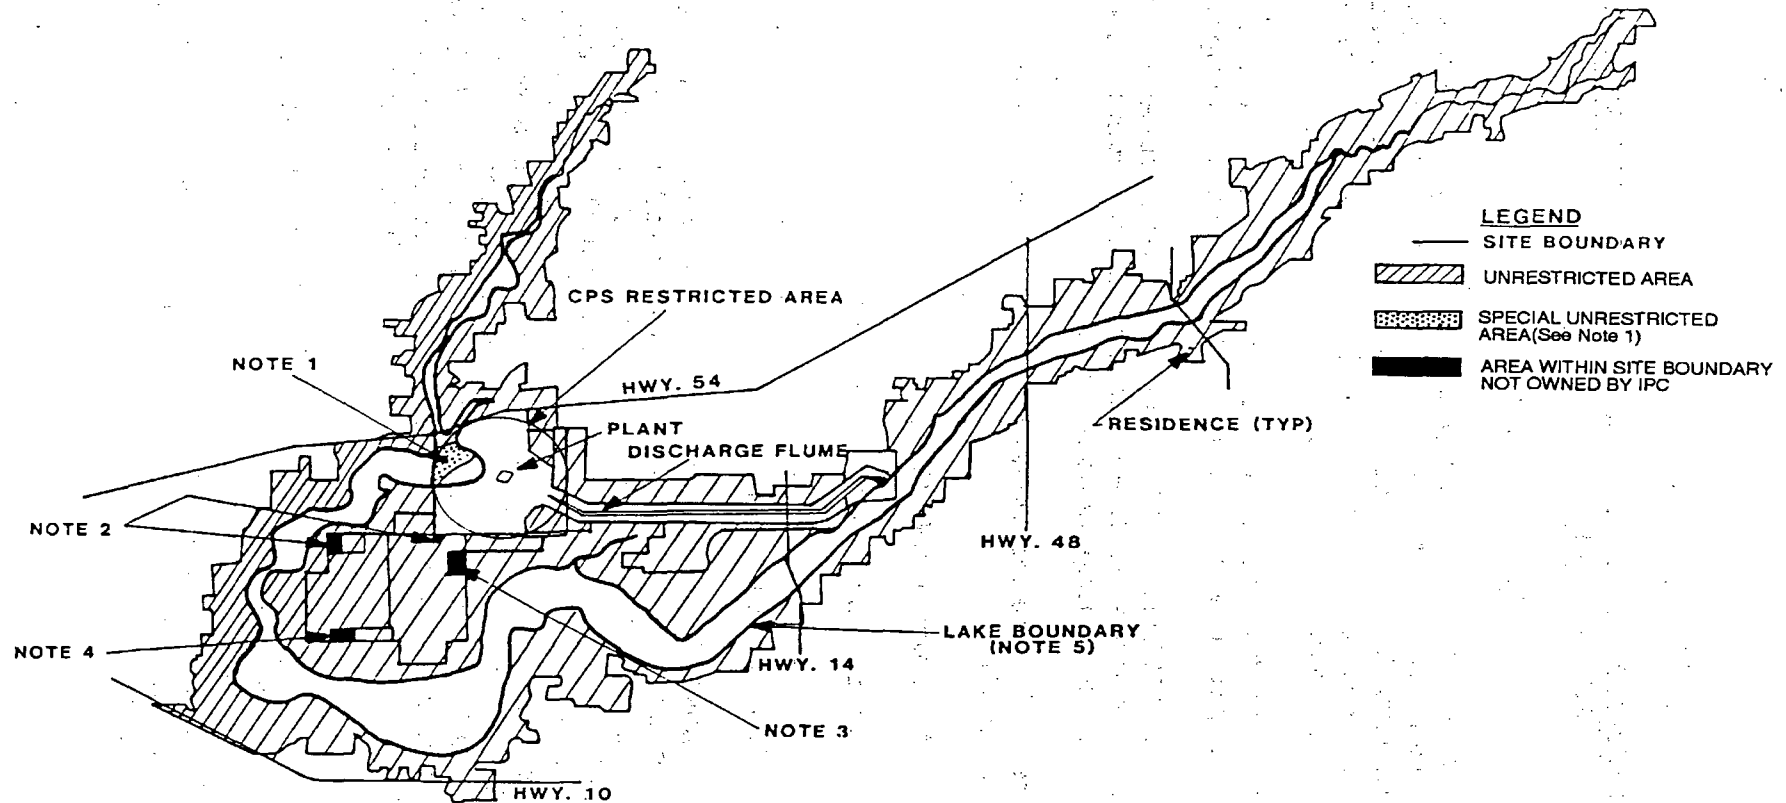 LEGEND
SITE BOUNDARY
UNRESTRICTED AREA
SPECIAL UNRESTRICTED
AREA(See Note 1)
AREA WITHIN SITE BOUNDARY
NOT OWNED BY IPC
CPS RESTRICTED AREA
NOTE 1
HWY. 54
PLANT
DISCHARGE FLUME
RESIDENCE (TYP)
NOTE 2
HWY. 48
LAKE BOUNDARY
(NOTE 5)
NOTE 4
HWY. 14
NOTE 3
HWY. 10